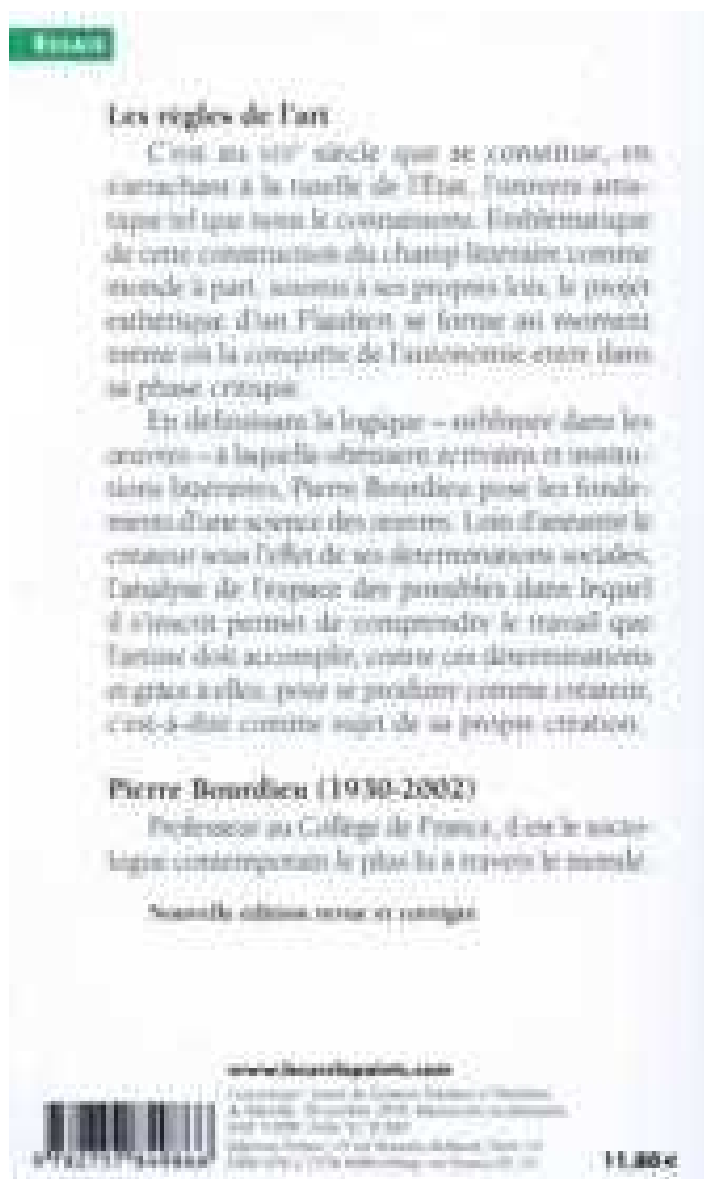 ESSAIS
Les règles de l'art
C'est au XIXe siècle que se constitue, en
s'arrachant à la tutelle de l'État, l'univers artis-
tique tel que nous le connaissons. Emblématique
de cette construction du champ littéraire comme
monde à part, soumis à ses propres lois, le projet
esthétique d'un Flaubert se forme au moment
même où la conquête de l'autonomie entre dans
sa phase critique.
En définissant la logique – sublimée dans les
œuvres – à laquelle obéissent écrivains et institu-
tions littéraires, Pierre Bourdieu pose les fonde-
ments d'une science des œuvres. Loin d'anéantir le
créateur sous l'effet de ses déterminations sociales,
l'analyse de l'espace des possibles dans lequel
il s'inscrit permet de comprendre le travail que
l'artiste doit accomplir, contre ces déterminations
et grâce à elles, pour se produire comme créateur,
c'est-à-dire comme sujet de sa propre création.
Pierre Bourdieu (1930-2002)
Professeur au Collège de France, il est le socio-
logue contemporain le plus lu à travers le monde.
Nouvelle édition revue et corrigée
www.lecerclepoints.com
11.80 €